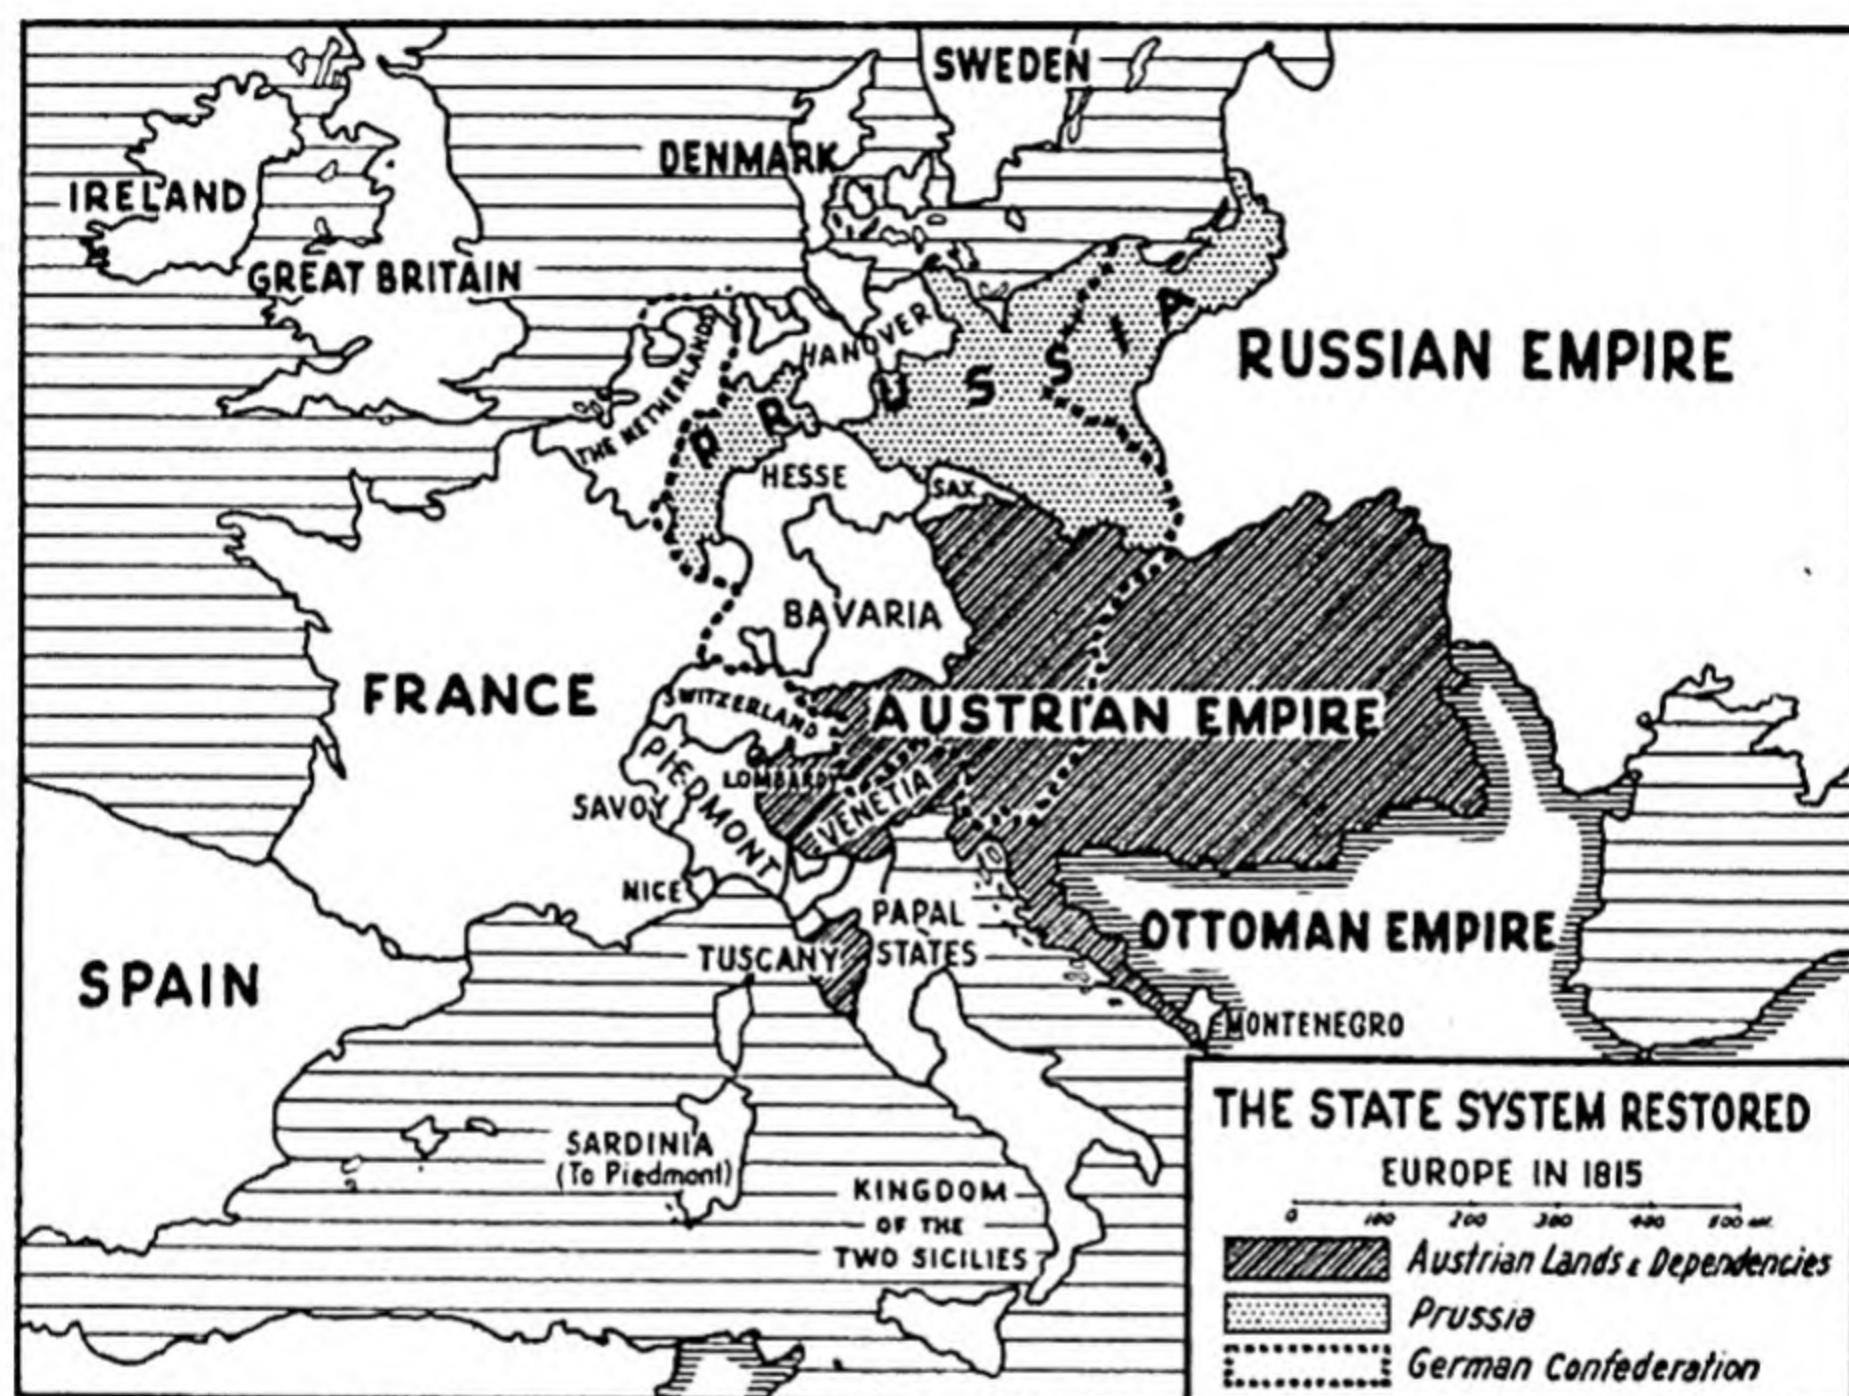 SWEDEN
DENMARK
IRELAND
GREAT BRITAIN
THE NETHERLANDS
HANOVER
PRUSSIA
RUSSIAN EMPIRE
HESSE
SAX.
BAVARIA
FRANCE
SWITZERLAND
AUSTRIAN EMPIRE
PIEDMONT
LOMBARDY
VENETIA
SAVOY
NICE
SPAIN
TUSCANY
PAPAL
STATES
OTTOMAN EMPIRE
MONTENEGRO
SARDINIA
(To Piedmont)
KINGDOM
OF THE
TWO SICILIES
THE STATE SYSTEM RESTORED
EUROPE IN 1815
0 100 200 300 400 500 ml.
Austrian Lands & Dependencies
Prussia
German Confederation